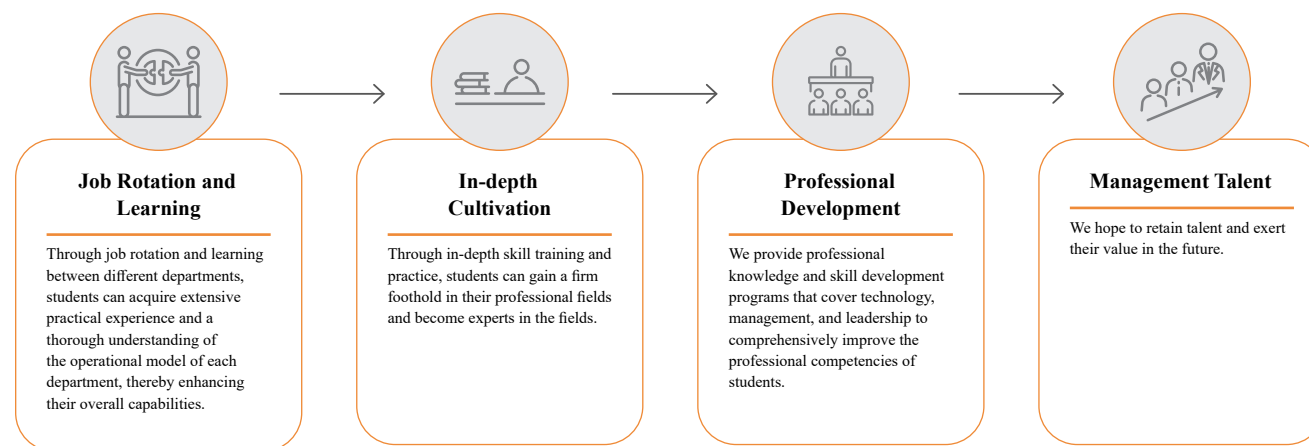 Job Rotation and
Learning
Through job rotation and learning
between different departments,
students can acquire extensive
practical experience and a
thorough understanding of
the operational model of each
department, thereby enhancing
their overall capabilities.
In-depth
Cultivation
Through in-depth skill training and
practice, students can gain a firm
foothold in their professional fields
and become experts in the fields.
Professional
Development
We provide professional
knowledge and skill development
programs that cover technology,
management, and leadership to
comprehensively improve the
professional competencies of
students.
Management Talent
We hope to retain talent and exert
their value in the future.